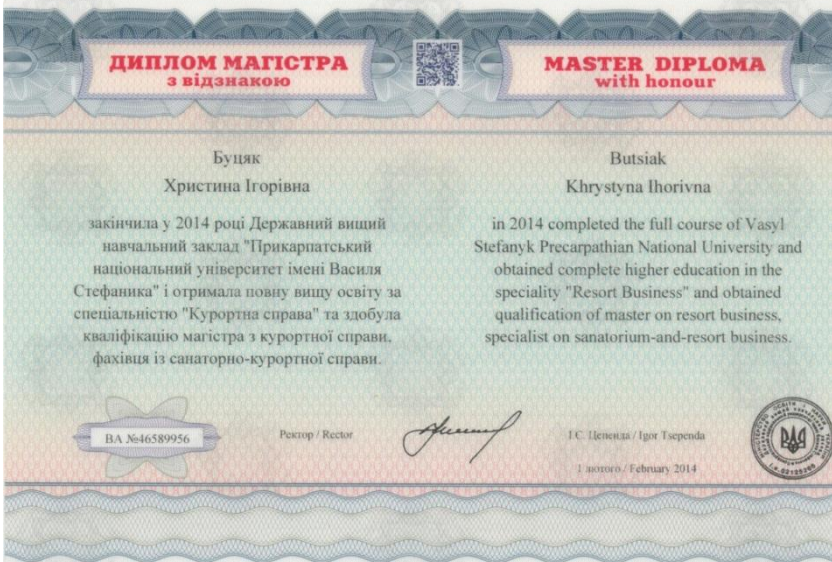 ДИПЛОМ МАГІСТРА
з відзнакою
Буцяк
Христина Ігорівна
закінчила у 2014 році Державний вищий
навчальний заклад "Прикарпатський
національний університет імені Василя
Стефаника" і отримала повну вищу освіту за
спеціальністю "Курортна справа" та здобула
кваліфікацію магістра з курортної справи,
фахівця із санаторно-курортної справи.
MASTER DIPLOMA
with honour
Butsiak
Khrystyna Ihorivna
in 2014 completed the full course of Vasyl
Stefanyk Precarpathian National University and
obtained complete higher education in the
speciality "Resort Business" and obtained
qualification of master on resort business,
specialist on sanatorium-and-resort business.
ВА №46589956
Ректор / Rector
І.Є. Цепенда / Igor Tsependa
1 лютого / February 2014